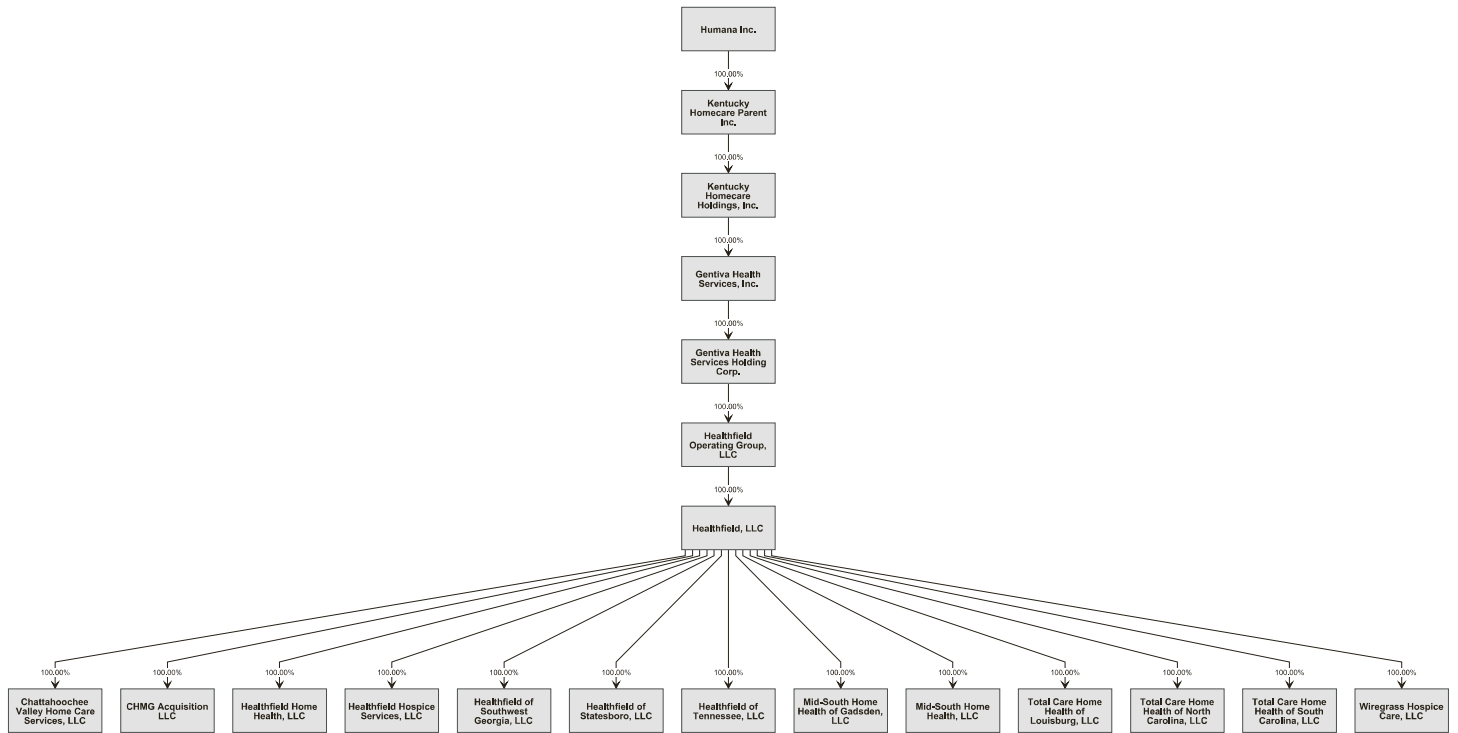 Humana Inc.
100.00%
Kentucky
Homecare Parent
Inc.
100.00%
Kentucky
Homecare
Holdings, Inc.
100.00%
Gentiva Health
Services, Inc.
100.00%
Gentiva Health
Services Holding
Corp.
100.00%
Healthfield
Operating Group,
LLC
100.00%
Healthfield, LLC
100.00%
Chattahoochee
Valley Home Care
Services, LLC
100.00%
CHMG Acquisition
LLC
100.00%
Healthfield Home
Health, LLC
100.00%
Healthfield Hospice
Services, LLC
100.00%
Healthfield of
Southwest
Georgia, LLC
100.00%
Healthfield of
Statesboro, LLC
100.00%
Healthfield of
Tennessee, LLC
100.00%
Mid-South Home
Health of Gadsden,
LLC
100.00%
Mid-South Home
Health, LLC
100.00%
Total Care Home
Health of
Louisburg, LLC
100.00%
Total Care Home
Health of North
Carolina, LLC
100.00%
Total Care Home
Health of South
Carolina, LLC
100.00%
Wiregrass Hospice
Care, LLC